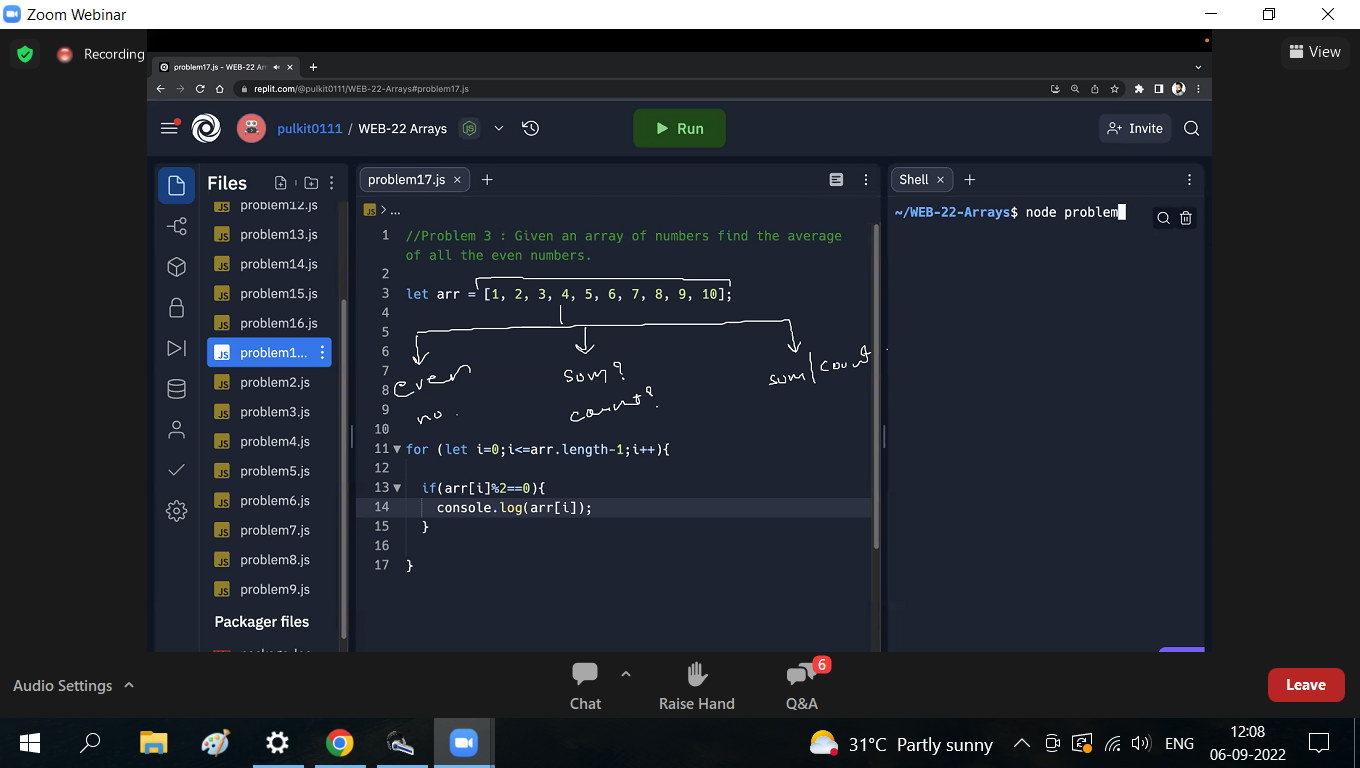 Zoom Webinar
Recording
View
problem17.js - WEB-22 Arr
replit.com/@pulkit0111/WEB-22-Arrays#problem17.js
pulkit0111 / WEB-22 Arrays
Run
Invite
Files
problem12.js
problem13.js
problem14.js
problem15.js
problem16.js
problem1...
problem2.js
problem3.js
problem4.js
problem5.js
problem6.js
problem7.js
problem8.js
problem9.js
Packager files
problem17.js
JS > ...
1 //Problem 3 : Given an array of numbers find the average
of all the even numbers.
2
3 let arr = [1, 2, 3, 4, 5, 6, 7, 8, 9, 10];
4
5
6
7
8
9
10
even
no.
sum?
count?
sum/count
11 for (let i=0;i<=arr.length-1;i++){
12
13 if(arr[i]%2==0){
14 console.log(arr[i]);
15 }
16
17 }
Shell
~/WEB-22-Arrays$ node problem
Audio Settings
Chat
Raise Hand
6
Q&A
Leave
31°C Partly sunny
ENG
12:08
06-09-2022